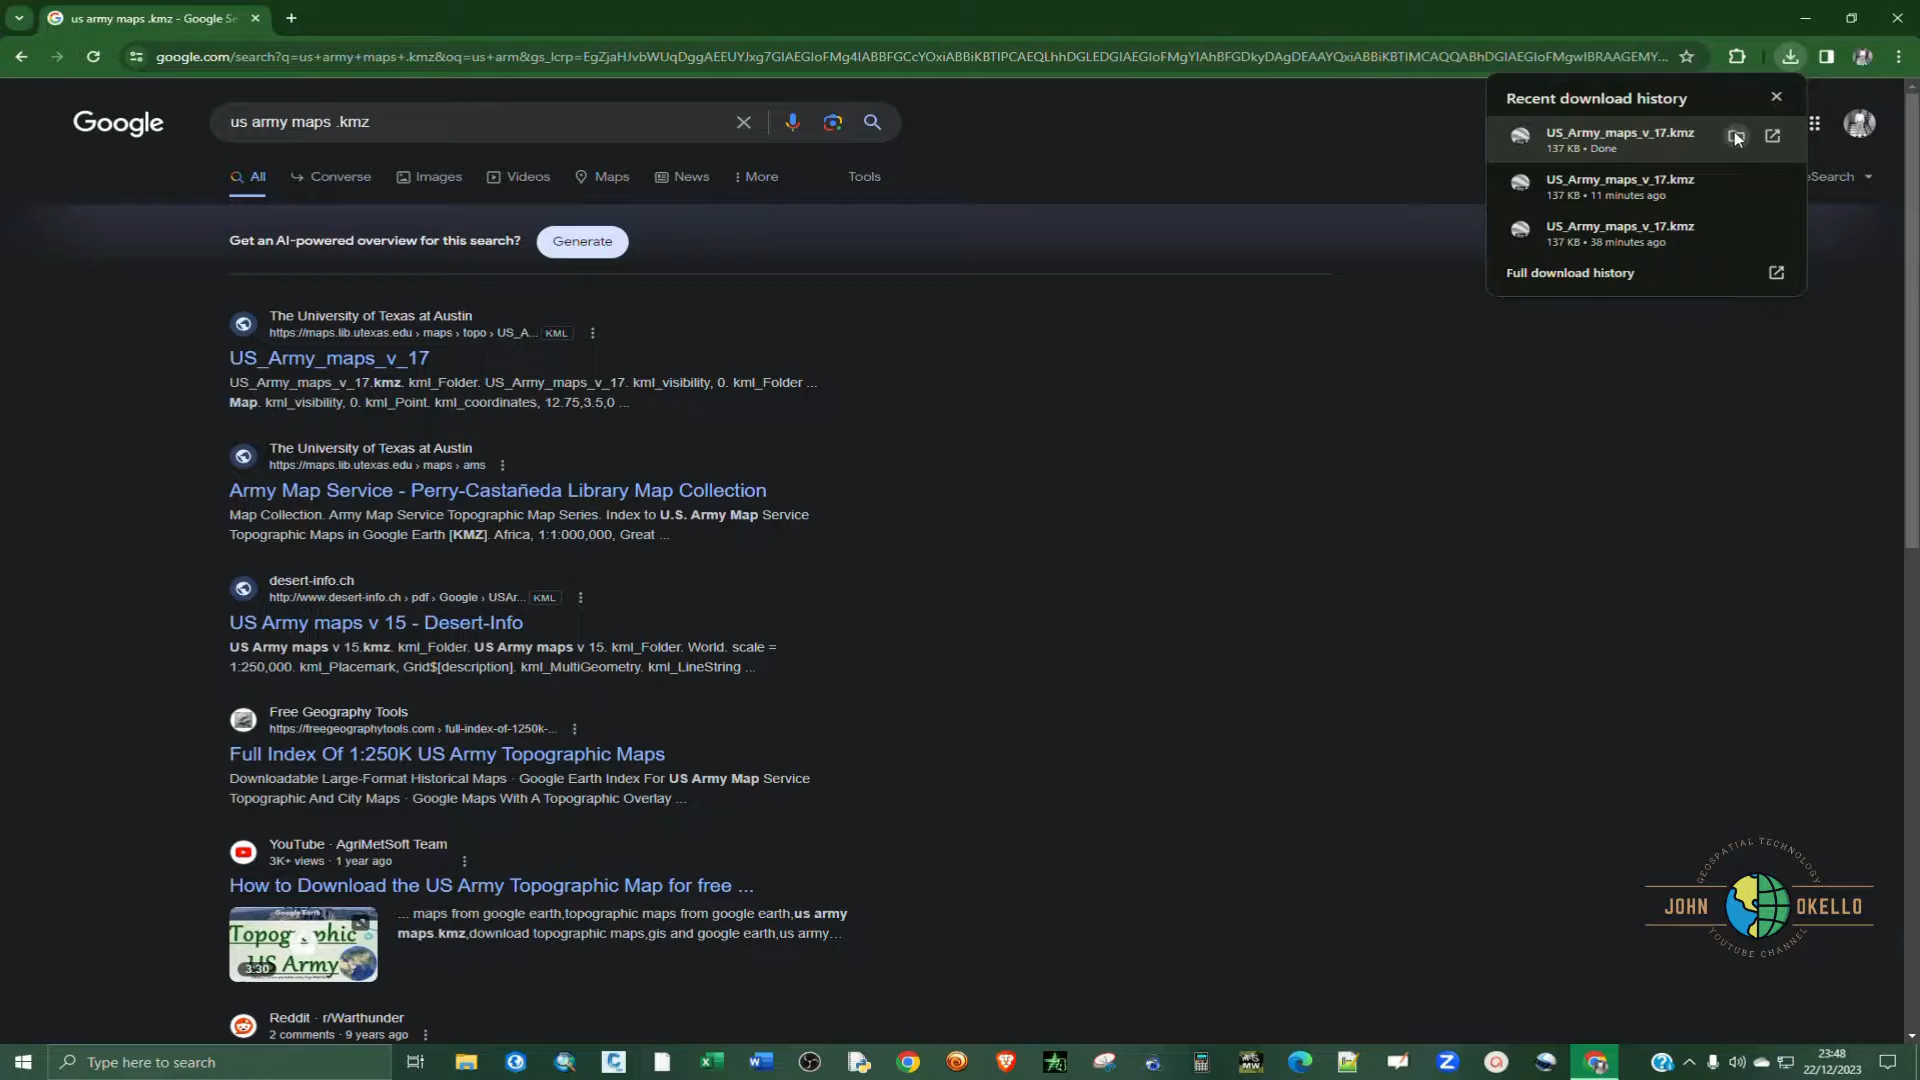 us army maps .kmz - Google Se
google.com/search?q=us+army+maps+.kmz&oq=us+arm&gs_lcrp=EgZjaHJvbWUqDggAEEUYJxg7GIAEGIoFMg4IABBFGCcYOxiABBiKBTIPCAEQLhhDGLEDGIAEGIoFMgYIAhBFGDkyDAgDEAAYQxiABBiKBTIMCAQQABhDGIAEGIoFMgwIBRAAGEMY...
Recent download history
US_Army_maps_v_17.kmz
137 KB • Done
US_Army_maps_v_17.kmz
137 KB • 11 minutes ago
US_Army_maps_v_17.kmz
137 KB • 38 minutes ago
Full download history
Google
us army maps .kmz
All
Converse
Images
Videos
Maps
News
More
Tools
eSearch
Get an AI-powered overview for this search?
Generate
The University of Texas at Austin
https://maps.lib.utexas.edu › maps › topo › US_A... KML
US_Army_maps_v_17
US_Army_maps_v_17.kmz. kml_Folder. US_Army_maps_v_17. kml_visibility, 0. kml_Folder ...
Map. kml_visibility, 0. kml_Point. kml_coordinates, 12.75,3.5,0 ...
The University of Texas at Austin
https://maps.lib.utexas.edu › maps › ams
Army Map Service - Perry-Castañeda Library Map Collection
Map Collection. Army Map Service Topographic Map Series. Index to U.S. Army Map Service
Topographic Maps in Google Earth [KMZ]. Africa, 1:1:000,000, Great ...
desert-info.ch
http://www.desert-info.ch › pdf › Google › USAr... KML
US Army maps v 15 - Desert-Info
US Army maps v 15.kmz. kml_Folder. US Army maps v 15. kml_Folder. World. scale =
1:250,000. kml_Placemark, Grid$[description]. kml_MultiGeometry. kml_LineString ...
Free Geography Tools
https://freegeographytools.com › full-index-of-1250k-...
Full Index Of 1:250K US Army Topographic Maps
Downloadable Large-Format Historical Maps · Google Earth Index For US Army Map Service
Topographic And City Maps · Google Maps With A Topographic Overlay ...
YouTube · AgriMetSoft Team
3K+ views · 1 year ago
How to Download the US Army Topographic Map for free ...
... maps from google earth,topographic maps from google earth,us army
maps.kmz,download topographic maps,gis and google earth,us army...
Google Earth
Topographic
US Army
3:30
Reddit · r/Warthunder
2 comments · 9 years ago
GEOSPATIAL TECHNOLOGY
JOHN OKELLO
YOUTUBE CHANNEL
Type here to search
23:48
22/12/2023